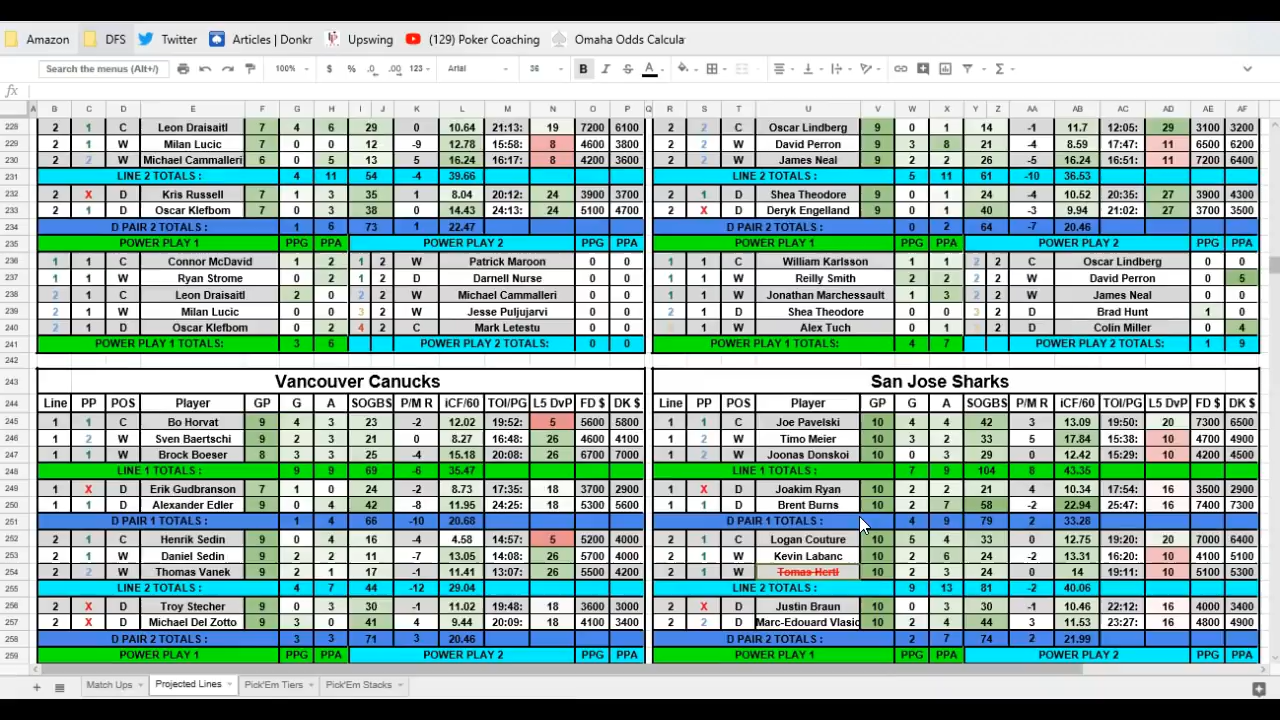 Amazon DFS Twitter Articles | Donkr Upswing (129) Poker Coaching Omaha Odds Calcula
Search the menus (Alt+/) 100% $ % .0 .00 123 Arial 36 B I S A
fx
A B C D E F G H I J K L M N O P Q R S T U V W X Y Z AA AB AC AD AE AF
228 2 1 C Leon Draisaitl 7 4 6 29 0 10.64 21:13: 19 7200 6100 2 2 C Oscar Lindberg 9 0 1 14 -1 11.7 12:05: 29 3100 3200
229 2 1 W Milan Lucic 7 0 0 12 -9 12.78 15:58: 8 4600 3800 2 2 W David Perron 9 3 8 21 -4 8.59 17:47: 11 6500 6200
230 2 2 W Michael Cammalleri 6 0 5 13 5 16.24 16:17: 8 4200 3600 2 2 W James Neal 9 2 2 26 -5 16.24 16:51: 11 7200 6400
231 LINE 2 TOTALS : 4 11 54 -4 39.66 LINE 2 TOTALS : 5 11 61 -10 36.53
232 2 X D Kris Russell 7 1 3 35 1 8.04 20:12: 24 3900 3700 2 1 D Shea Theodore 9 0 1 24 -4 10.52 20:35: 27 3900 4300
233 2 1 D Oscar Klefbom 7 0 3 38 0 14.43 24:13: 24 5100 4700 2 X D Deryk Engelland 9 0 1 40 -3 9.94 21:02: 27 3700 3500
234 D PAIR 2 TOTALS : 1 6 73 1 22.47 D PAIR 2 TOTALS : 0 2 64 -7 20.46
235 POWER PLAY 1 PPG PPA POWER PLAY 2 PPG PPA POWER PLAY 1 PPG PPA POWER PLAY 2 PPG PPA
236 1 1 C Connor McDavid 1 2 1 2 W Patrick Maroon 0 0 1 1 C William Karlsson 1 1 2 2 C Oscar Lindberg 0 0
237 1 1 W Ryan Strome 0 2 1 2 D Darnell Nurse 0 0 1 1 W Reilly Smith 2 2 2 2 W David Perron 0 5
238 2 1 C Leon Draisaitl 2 0 2 2 W Michael Cammalleri 0 0 1 1 W Jonathan Marchessault 1 3 2 2 W James Neal 0 0
239 2 1 W Milan Lucic 0 0 3 2 W Jesse Puljujarvi 0 0 2 1 D Shea Theodore 0 0 3 2 D Brad Hunt 1 0
240 2 1 D Oscar Klefbom 0 2 4 2 C Mark Letestu 0 0 1 W Alex Tuch 0 1 2 D Colin Miller 0 4
241 POWER PLAY 1 TOTALS : 3 6 POWER PLAY 2 TOTALS : 0 0 POWER PLAY 1 TOTALS : 4 7 POWER PLAY 2 TOTALS : 1 9
242
243 Vancouver Canucks San Jose Sharks
244 Line PP POS Player GP G A SOGBS P/M R iCF/60 TOI/PG L5 DvP FD $ DK $ Line PP POS Player GP G A SOGBS P/M R iCF/60 TOI/PG L5 DvP FD $ DK $
245 1 1 C Bo Horvat 9 4 3 23 -2 12.02 19:52: 5 5600 5800 1 1 C Joe Pavelski 10 4 4 42 3 13.09 19:50: 20 7300 6500
246 1 2 W Sven Baertschi 9 2 3 21 0 8.27 16:48: 26 4600 4100 1 2 W Timo Meier 10 3 2 33 5 17.84 15:38: 10 4700 4900
247 1 1 W Brock Boeser 8 3 3 25 -4 15.18 20:08: 26 6700 7000 1 2 W Joonas Donskoi 10 0 3 29 0 12.42 15:29: 10 4200 4500
248 LINE 1 TOTALS : 9 9 69 -6 35.47 LINE 1 TOTALS : 7 9 104 8 43.35
249 1 X D Erik Gudbranson 7 1 0 24 -2 8.73 17:35: 18 3700 2900 1 X D Joakim Ryan 10 2 2 21 4 10.34 17:54: 16 3500 2900
250 1 1 D Alexander Edler 9 0 4 42 -8 11.95 24:25: 18 5300 5600 1 1 D Brent Burns 10 2 7 58 -2 22.94 25:47: 16 7400 7300
251 D PAIR 1 TOTALS : 1 4 66 -10 20.68 D PAIR 1 TOTALS : 4 9 79 2 33.28
252 2 1 C Henrik Sedin 9 0 4 16 -4 4.58 14:57: 5 5200 4000 2 1 C Logan Couture 10 5 4 33 0 12.75 19:20: 20 7000 6400
253 2 1 W Daniel Sedin 9 2 2 11 -7 13.05 14:08: 26 5700 4000 2 1 W Kevin Labanc 10 2 6 24 -2 13.31 16:20: 10 4100 5100
254 2 2 W Thomas Vanek 9 2 1 17 -1 11.41 13:07: 26 5500 4200 2 1 W Tomas Hertl 10 2 3 24 0 14 19:11: 10 5100 5300
255 LINE 2 TOTALS : 4 7 44 -12 29.04 LINE 2 TOTALS : 9 13 81 -2 40.06
256 2 X D Troy Stecher 9 0 3 30 -1 11.02 19:48: 18 3600 3000 2 X D Justin Braun 10 0 3 30 -1 10.46 22:12: 16 4000 3400
257 2 X D Michael Del Zotto 9 3 0 41 4 9.44 20:09: 18 4100 3400 2 X D Marc-Edouard Vlasic 10 2 4 44 3 11.53 23:27: 16 4800 4900
258 D PAIR 2 TOTALS : 3 3 71 3 20.46 D PAIR 2 TOTALS : 2 7 74 2 21.99
259 POWER PLAY 1 PPG PPA POWER PLAY 2 PPG PPA POWER PLAY 1 PPG PPA POWER PLAY 2 PPG PPA
Match Ups Projected Lines Pick'Em Tiers Pick'Em Stacks